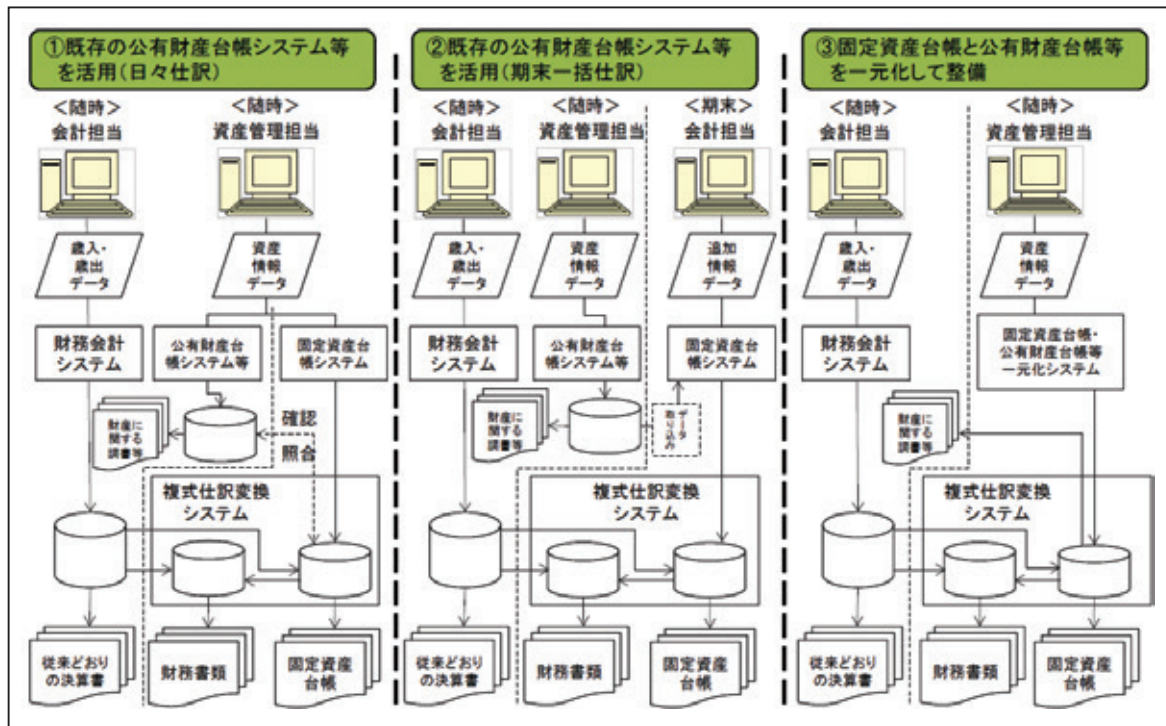 ①既存の公有財産台帳システム等
を活用(日々仕訳)
<随時>
会計担当
<随時>
資産管理担当
歳入・
歳出
データ
資産
情報
データ
財務会計
システム
公有財産台
帳システム等
固定資産台
帳システム
財産に
関する
調書等
確認
照合
複式仕訳変換
システム
従来どおり
の決算書
財務書類
固定資産
台帳
②既存の公有財産台帳システム等
を活用(期末一括仕訳)
<随時>
会計担当
<随時>
資産管理担当
<期末>
会計担当
歳入・
歳出
データ
資産
情報
データ
追加
情報
データ
財務会計
システム
公有財産台
帳システム等
固定資産台
帳システム
財産に
関する
調書等
データ
取り込み
複式仕訳変換
システム
従来どおり
の決算書
財務書類
固定資産
台帳
③固定資産台帳と公有財産台帳等
を一元化して整備
<随時>
会計担当
<随時>
資産管理担当
歳入・
歳出
データ
資産
情報
データ
財務会計
システム
固定資産台帳・
公有財産台帳等
一元化システム
財産に
関する
調書等
複式仕訳変換
システム
従来どおり
の決算書
財務書類
固定資産
台帳